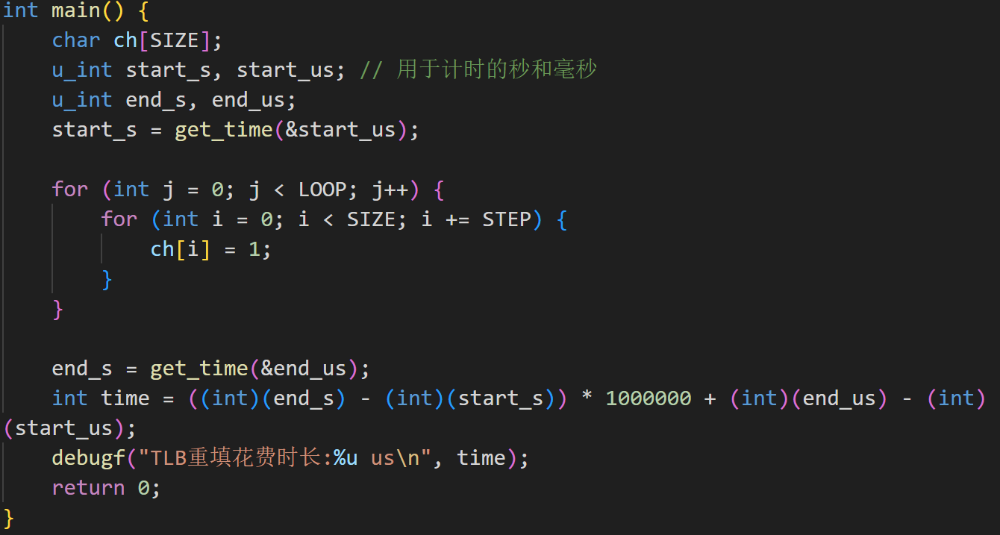 int main() {
    char ch[SIZE];
    u_int start_s, start_us; // 用于计时的秒和毫秒
    u_int end_s, end_us;
    start_s = get_time(&start_us);
    for (int j = 0; j < LOOP; j++) {
        for (int i = 0; i < SIZE; i += STEP) {
            ch[i] = 1;
        }
    }
    end_s = get_time(&end_us);
    int time = ((int)(end_s) - (int)(start_s)) * 1000000 + (int)(end_us) - (int)
(start_us);
    debugf("TLB重填花费时长:%u us\n", time);
    return 0;
}